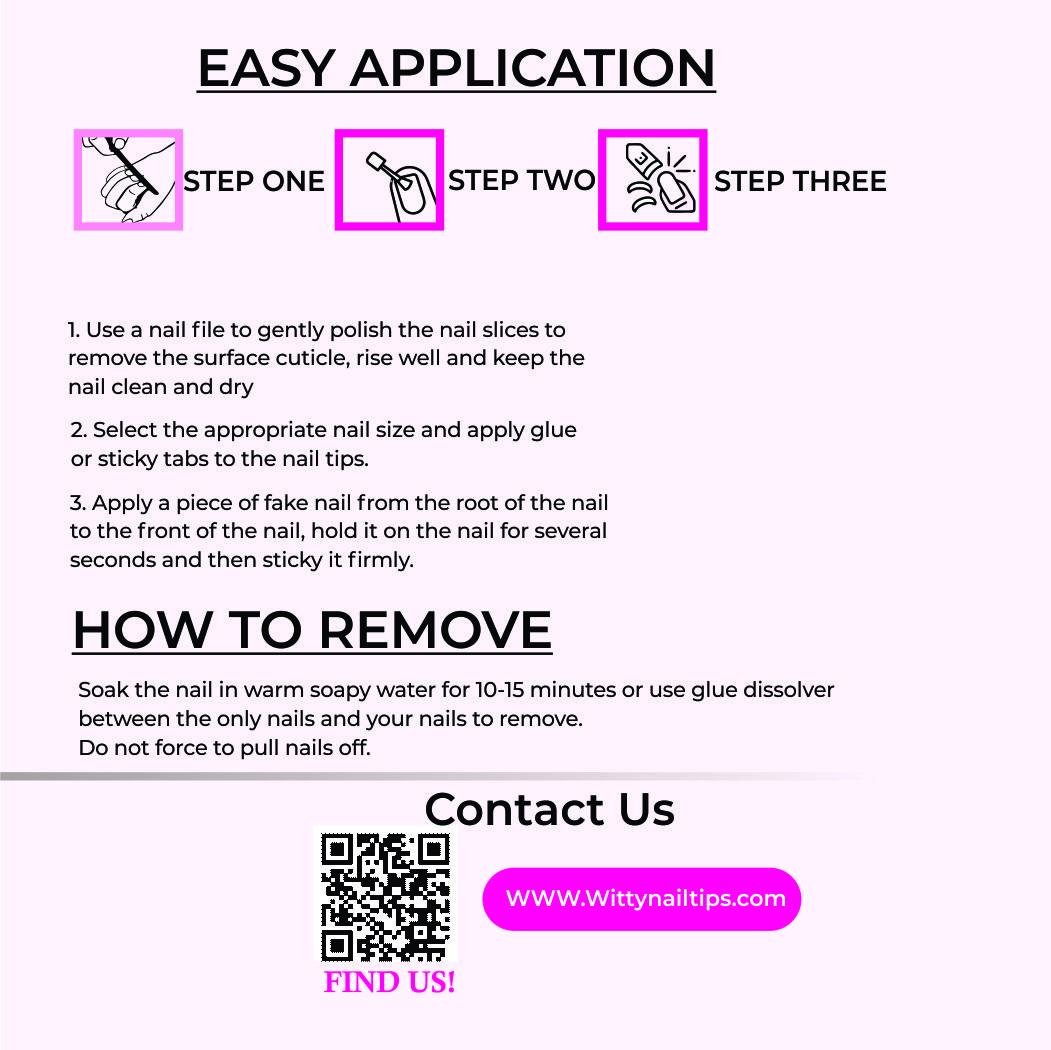 EASY APPLICATION
STEP ONE
STEP TWO
STEP THREE
1. Use a nail file to gently polish the nail slices to
remove the surface cuticle, rise well and keep the
nail clean and dry
2. Select the appropriate nail size and apply glue
or sticky tabs to the nail tips.
3. Apply a piece of fake nail from the root of the nail
to the front of the nail, hold it on the nail for several
seconds and then sticky it firmly.
HOW TO REMOVE
Soak the nail in warm soapy water for 10-15 minutes or use glue dissolver
between the only nails and your nails to remove.
Do not force to pull nails off.
Contact Us
WWW.Wittynailtips.com
FIND US!